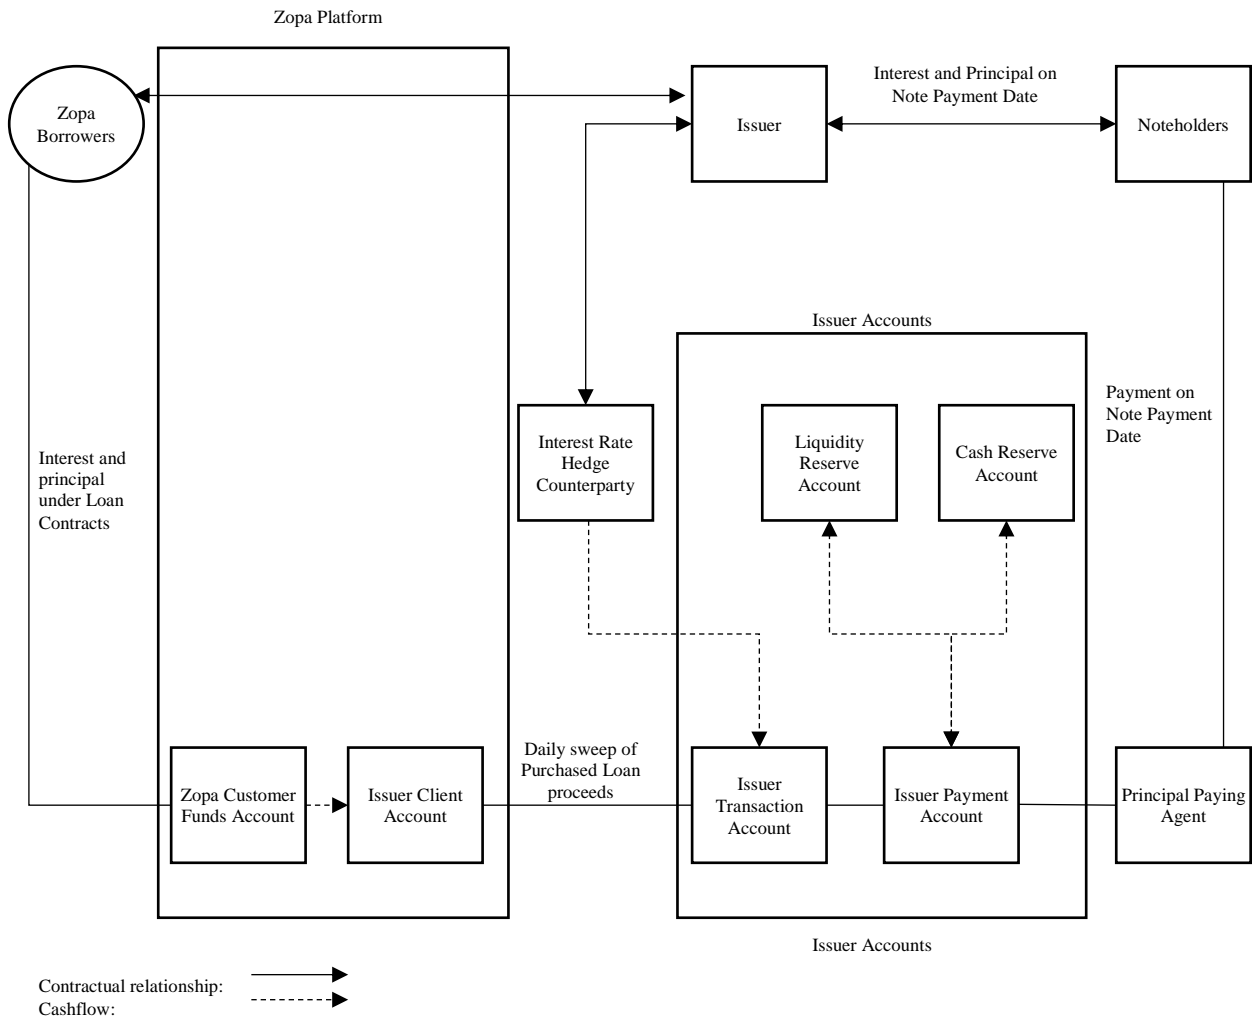 Zopa Platform
Zopa
Borrowers
Issuer
Interest and Principal on
Note Payment Date
Noteholders
Issuer Accounts
Payment on
Note Payment
Date
Interest and
principal
under Loan
Contracts
Interest Rate
Hedge
Counterparty
Liquidity
Reserve
Account
Cash Reserve
Account
Daily sweep of
Purchased Loan
proceeds
Zopa Customer
Funds Account
Issuer Client
Account
Issuer
Transaction
Account
Issuer Payment
Account
Principal Paying
Agent
Issuer Accounts
Contractual relationship:
Cashflow: